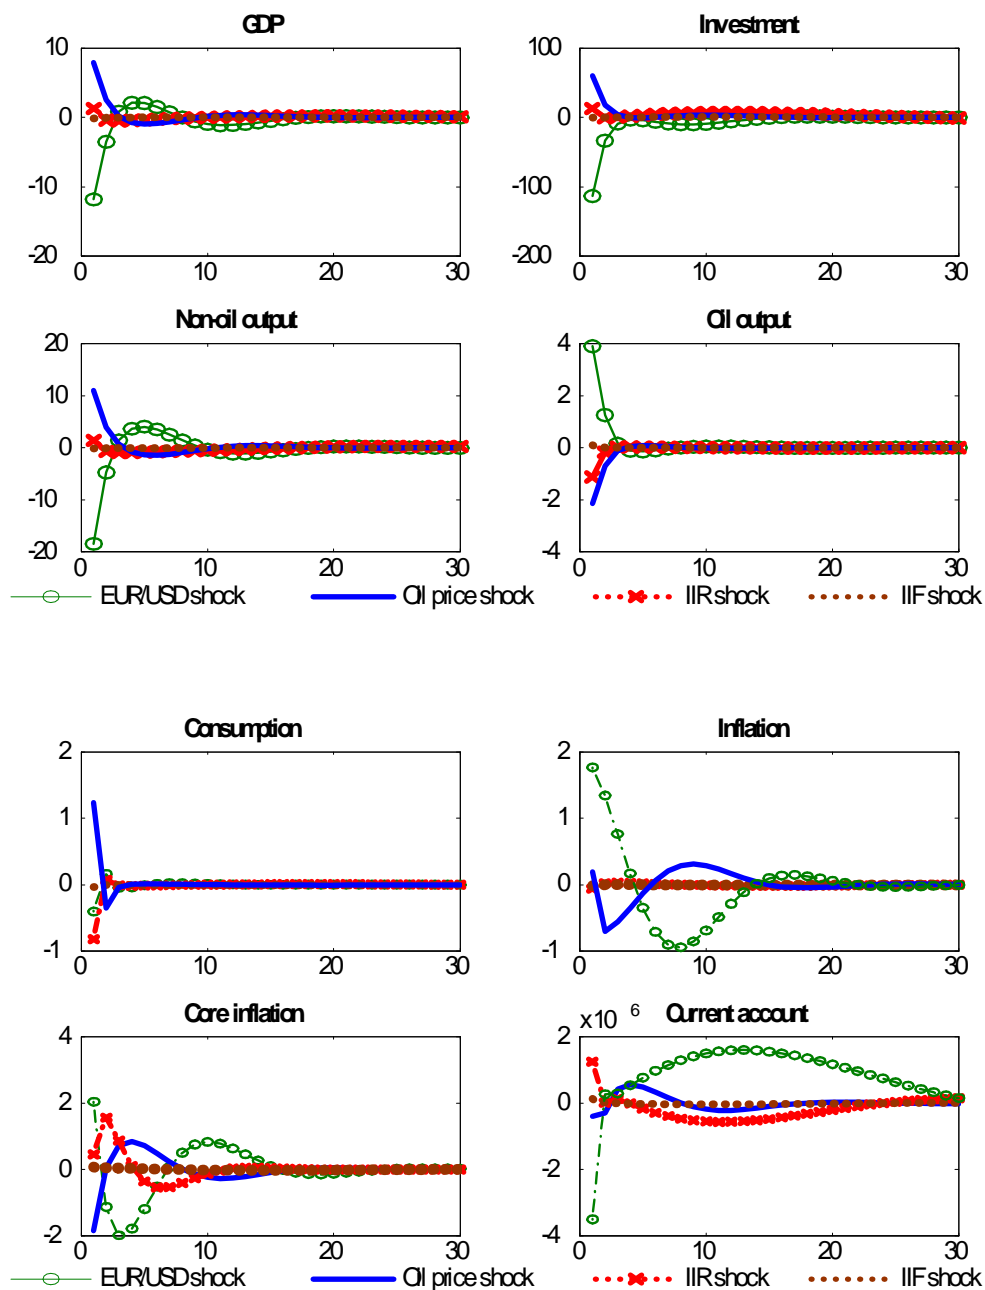 GDP
Investment
10
0
-10
-20
0 10 20 30
100
0
-100
-200
0 10 20 30
Non-oil output
Oil output
20
10
0
-10
-20
0 10 20 30
4
2
0
-2
-4
0 10 20 30
EUR/USD shock Oil price shock IIR shock IIF shock
Consumption
Inflation
2
1
0
-1
0 10 20 30
2
1
0
-1
0 10 20 30
Core inflation
Current account
4
2
0
-2
0 10 20 30
x 10 6
2
0
-2
-4
0 10 20 30
EUR/USD shock Oil price shock IIR shock IIF shock